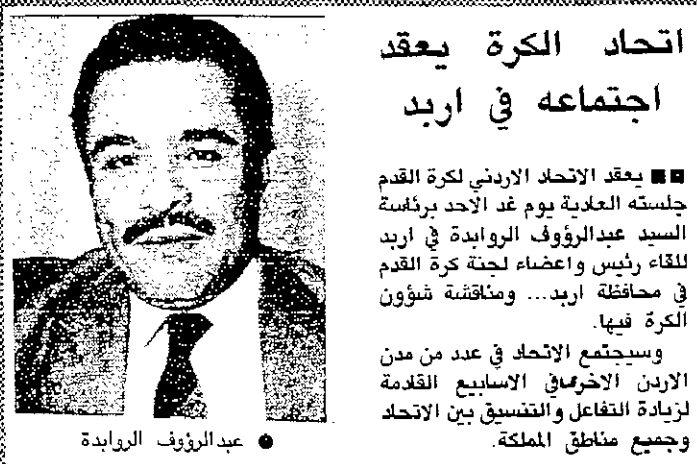 اتحاد الكرة يعقد
اجتماعه في اربد
■■ يعقد الاتحاد الاردني لكرة القدم
جلسته العادية يوم غد الاحد برئاسة
السيد عبدالرؤوف الروابدة في اربد
للقاء رئيس واعضاء لجنة كرة القدم
في محافظة اربد... ومناقشة شؤون
الكرة فيها.
وسيجتمع الاتحاد في عدد من مدن
الاردن الاخرى في الاسابيع القادمة
لزيادة التفاعل والتنسيق بين الاتحاد
وجميع مناطق المملكة.
● عبدالرؤوف الروابدة